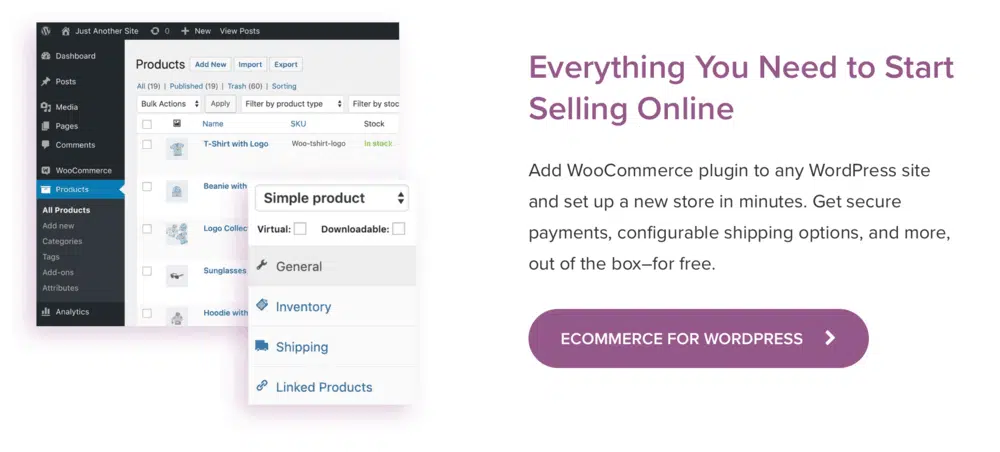 Just Another Site 0 New View Posts
Dashboard
Posts
Media
Pages
Comments
WooCommerce
Products
All Products
Add new
Categories
Tags
Add-ons
Attributes
Analytics
Products Add New Import Export
All (19) | Published (19) | Trash (60) | Sorting
Bulk Actions Apply Filter by product type Filter by stoc
Name SKU Stock
T-Shirt with Logo Woo-tshirt-logo In stock
Beanie with
Logo Collec
Sunglasses
Hoodie with
Simple product
Virtual: Downloadable:
General
Inventory
Shipping
Linked Products
Everything You Need to Start
Selling Online
Add WooCommerce plugin to any WordPress site
and set up a new store in minutes. Get secure
payments, configurable shipping options, and more,
out of the box–for free.
ECOMMERCE FOR WORDPRESS